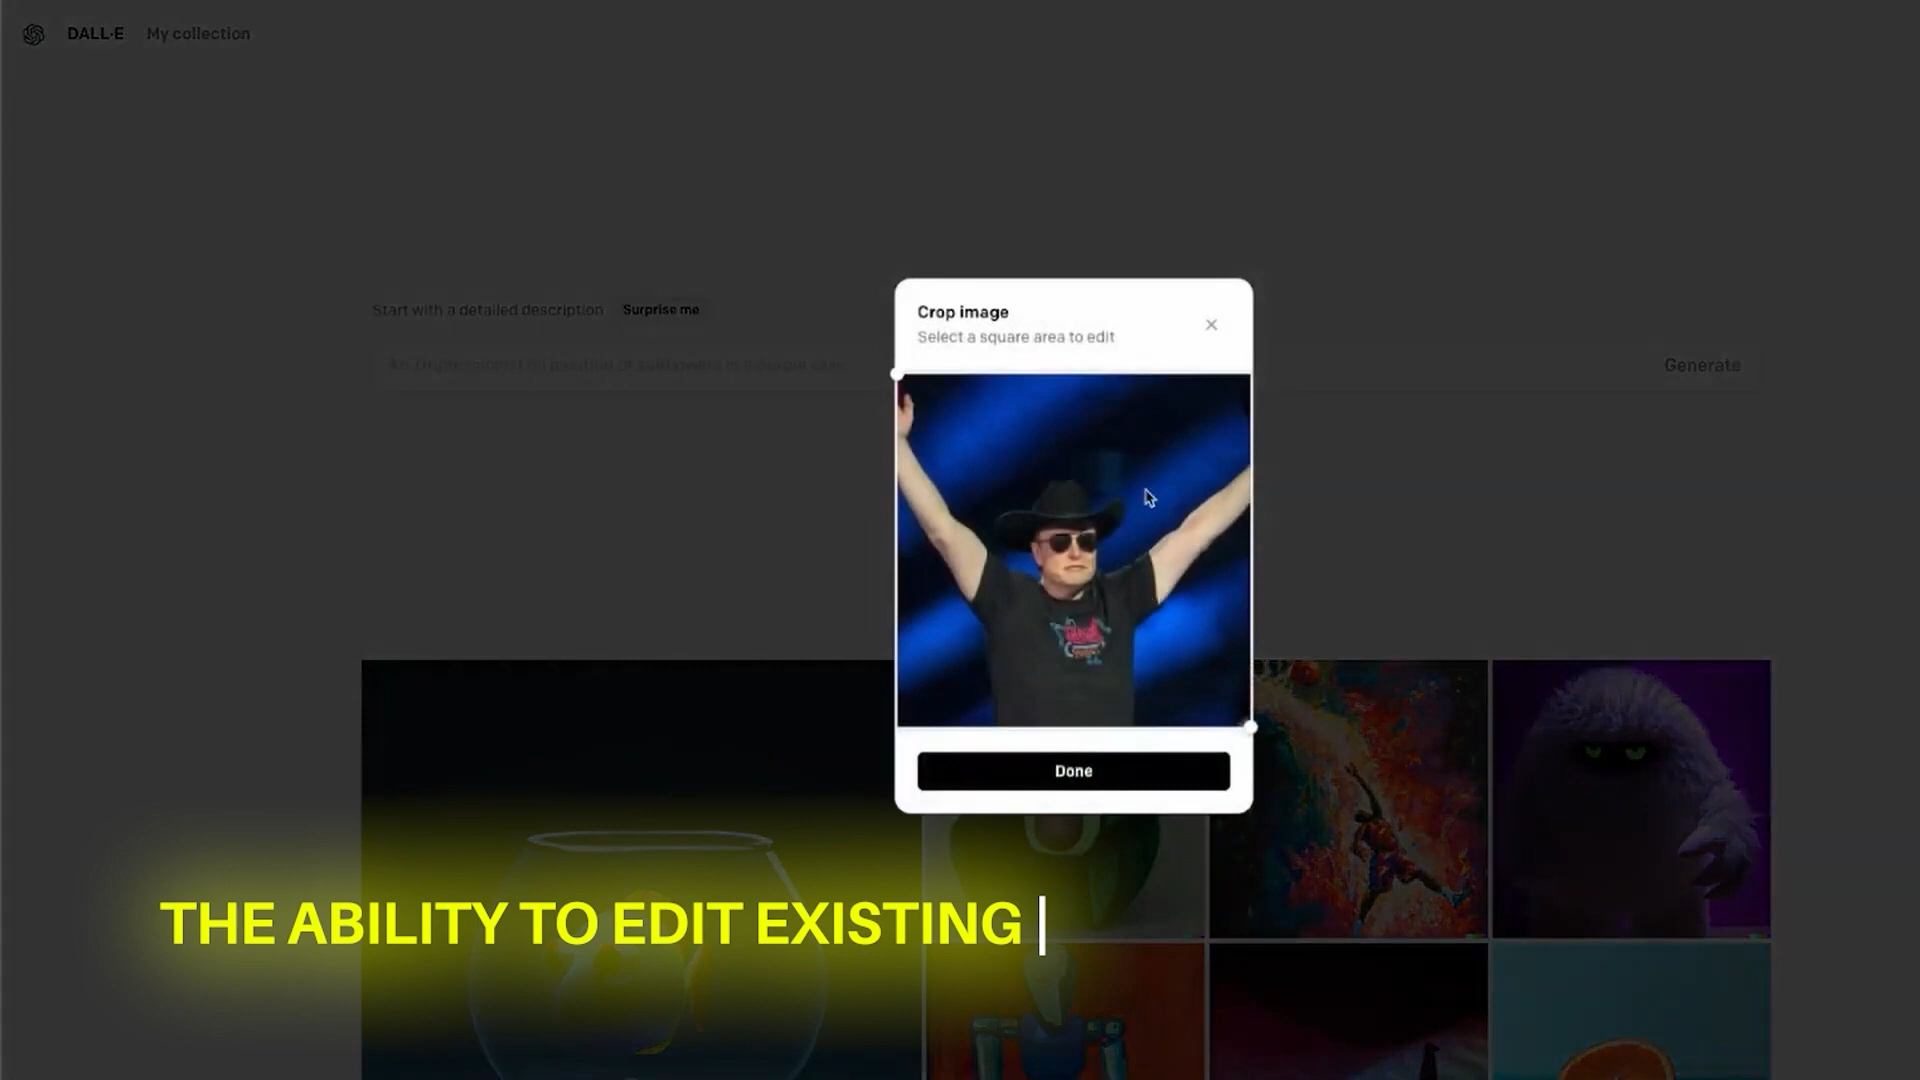 DALL·E My collection
Start with a detailed description Surprise me
Generate
Crop image
Select a square area to edit
Done
THE ABILITY TO EDIT EXISTING